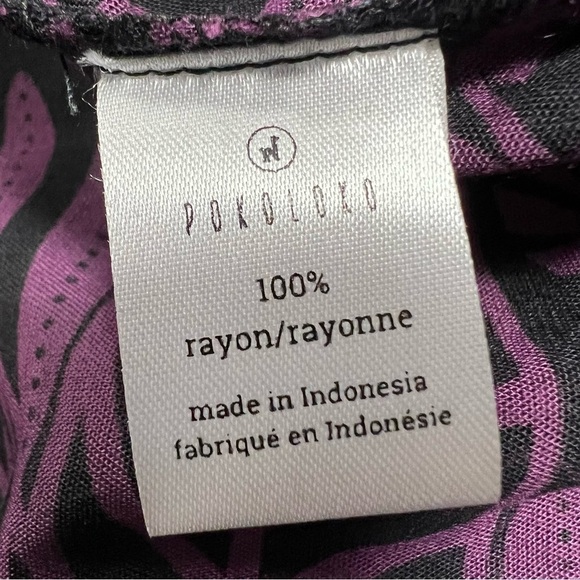 POKOLOKO
100%
rayon/rayonne
made in Indonesia
fabriqué en Indonésie